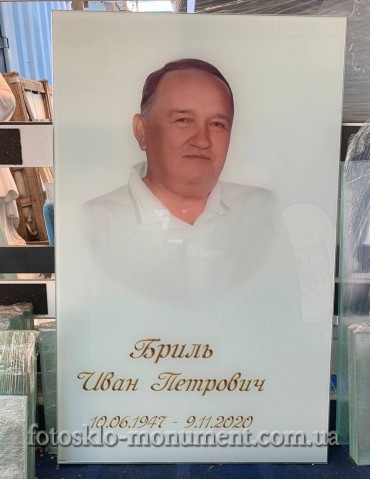 Бриль
Иван Петрович
10.06.1947 - 9.11.2020
fotosklo-monument.com.ua